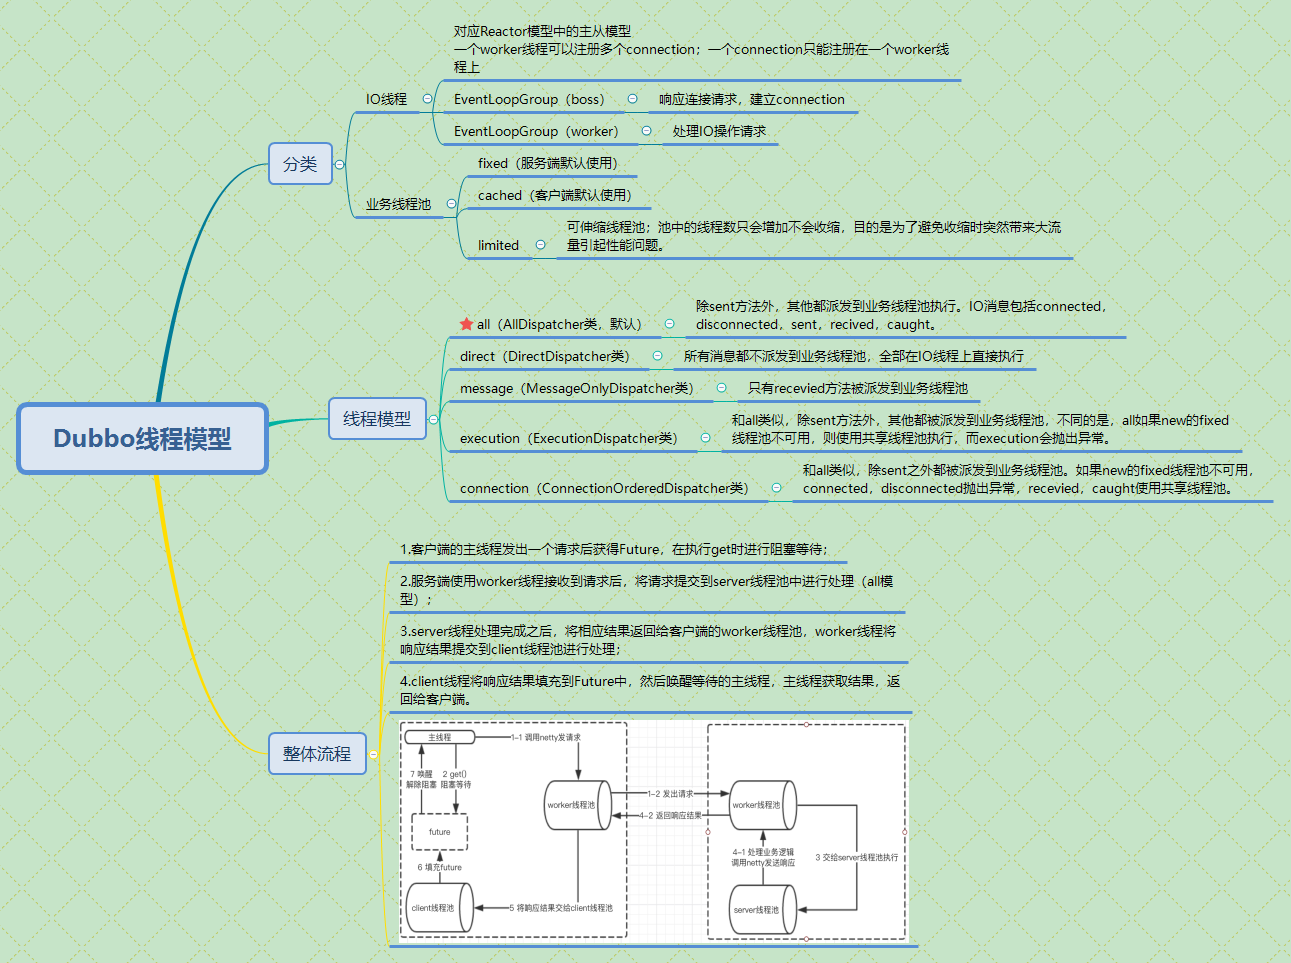 Dubbo线程模型
分类
IO线程
对应Reactor模型中的主从模型
一个worker线程可以注册多个connection；一个connection只能注册在一个worker线
程上
EventLoopGroup（boss）
响应连接请求，建立connection
EventLoopGroup（worker）
处理IO操作请求
业务线程池
fixed（服务端默认使用）
cached（客户端默认使用）
limited
可伸缩线程池；池中的线程数只会增加不会收缩，目的是为了避免收缩时突然带来大流
量引起性能问题。
线程模型
all（AllDispatcher类，默认）
除sent方法外，其他都派发到业务线程池执行。IO消息包括connected，
disconnected，sent，recived，caught。
direct（DirectDispatcher类）
所有消息都不派发到业务线程池，全部在IO线程上直接执行
message（MessageOnlyDispatcher类）
只有recevied方法被派发到业务线程池
execution（ExecutionDispatcher类）
和all类似，除sent方法外，其他都被派发到业务线程池，不同的是，all如果new的fixed
线程池不可用，则使用共享线程池执行，而execution会抛出异常。
connection（ConnectionOrderedDispatcher类）
和all类似，除sent之外都被派发到业务线程池。如果new的fixed线程池不可用，
connected，disconnected抛出异常，recevied，caught使用共享线程池。
整体流程
1.客户端的主线程发出一个请求后获得Future，在执行get时进行阻塞等待；
2.服务端使用worker线程接收到请求后，将请求提交到server线程池中进行处理（all模
型）；
3.server线程处理完成之后，将相应结果返回给客户端的worker线程池，worker线程将
响应结果提交到client线程池进行处理；
4.client线程将响应结果填充到Future中，然后唤醒等待的主线程，主线程获取结果，返
回给客户端。
主线程
1-1 调用netty发请求
7 唤醒
解除阻塞
2 get()
阻塞等待
future
6 填充future
client线程池
worker线程池
5 将响应结果交给client线程池
1-2 发出请求
4-2 返回响应结果
worker线程池
4-1 处理业务逻辑
调用netty发送响应
3 交给server线程池执行
server线程池